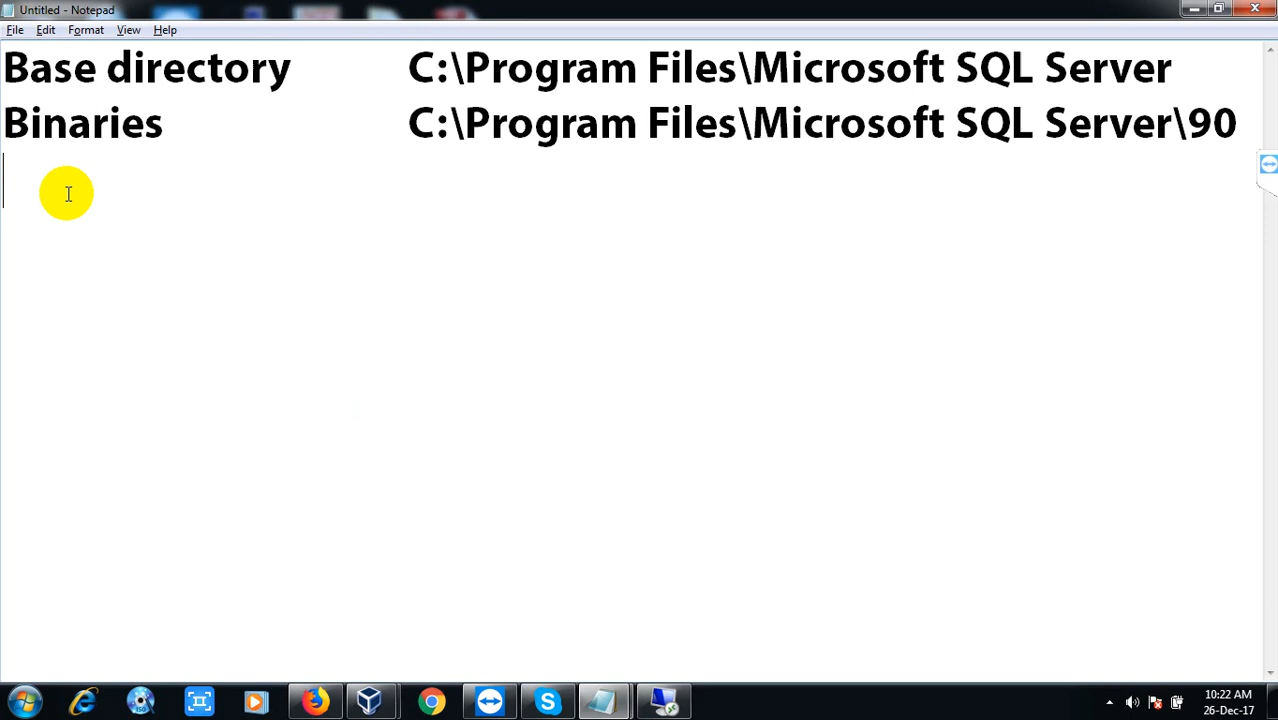 Untitled - Notepad
File Edit Format View Help
Base directory C:\Program Files\Microsoft SQL Server
Binaries C:\Program Files\Microsoft SQL Server\90
ISO
10:22 AM
26-Dec-17